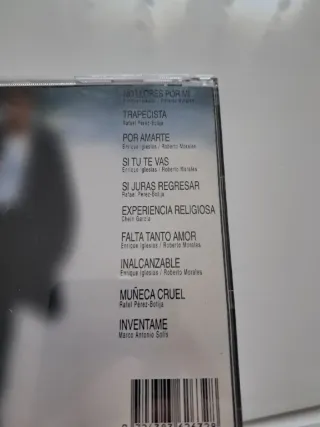 NO LLORES POR MI
TRAPECISTA
Rafael Pérez-Botija
POR AMARTE
Enrique Iglesias / Roberto Morales
SI TU TE VAS
Enrique Iglesias / Roberto Morales
SI JURAS REGRESAR
Rafael Pérez-Botija
EXPERIENCIA RELIGIOSA
Chein García
FALTA TANTO AMOR
Enrique Iglesias / Roberto Morales
INALCANZABLE
Enrique Iglesias / Roberto Morales
MUÑECA CRUEL
Rafel Pérez-Botija
INVENTAME
Marco Antonio Solís